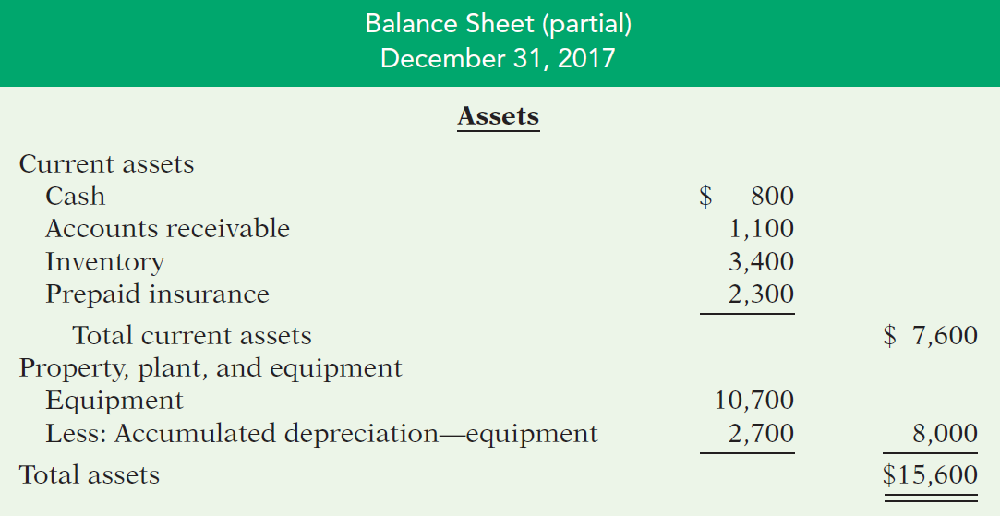 Balance Sheet (partial)
December 31, 2017
Assets
Current assets
Cash $ 800
Accounts receivable 1,100
Inventory 3,400
Prepaid insurance 2,300
Total current assets $ 7,600
Property, plant, and equipment
Equipment 10,700
Less: Accumulated depreciation—equipment 2,700 8,000
Total assets $15,600